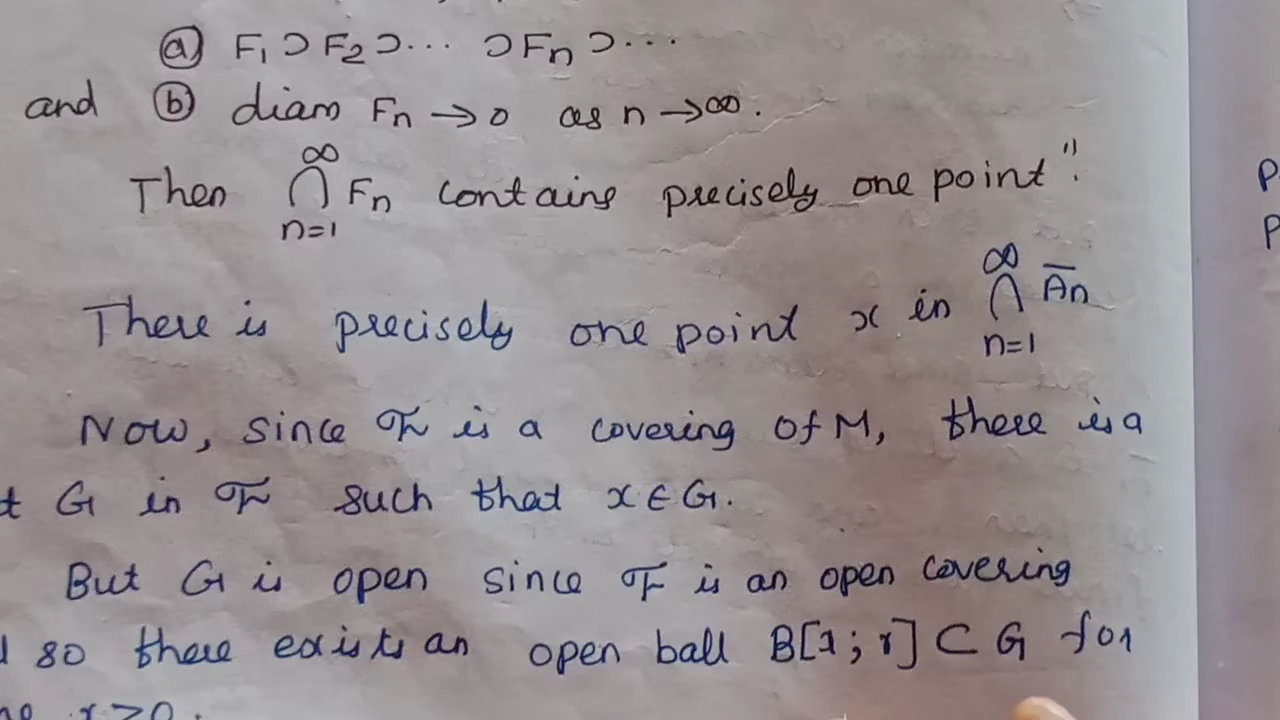 ⓐ F₁ ⊃ F₂ ⊃ ··· ⊃ Fₙ ⊃ ···
and ⓑ diam Fₙ → 0 as n → ∞.
Then ∞ ⋂ n=1 Fₙ contains precisely one point".
There is precisely one point x in ∞ ⋂ n=1 A̅n
Now, since ℱ is a covering of M, there is a
t G in ℱ such that x ∈ G.
But G is open since ℱ is an open covering
so there exists an open ball B[x; r] ⊂ G for
r > 0.